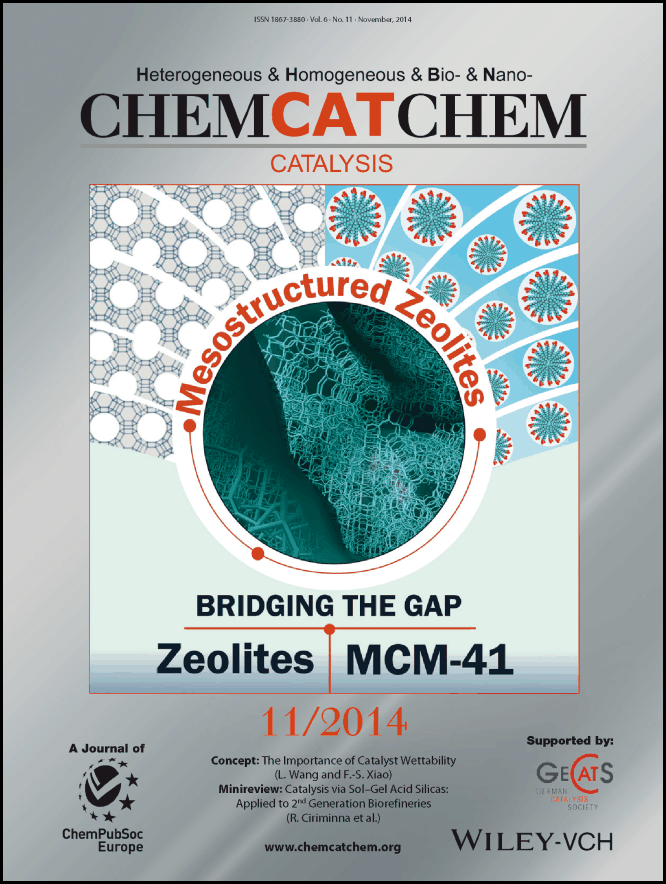 ISSN 1867-3880 · Vol. 6 · No. 11 · November, 2014
Heterogeneous & Homogeneous & Bio- & Nano-
CHEMCATCHEM
CATALYSIS
Mesostructured Zeolites
BRIDGING THE GAP
Zeolites MCM-41
11/2014
A Journal of
ChemPubSoc
Europe
Concept: The Importance of Catalyst Wettability
(L. Wang and F.-S. Xiao)
Minireview: Catalysis via Sol–Gel Acid Silicas:
Applied to 2nd Generation Biorefineries
(R. Ciriminna et al.)
www.chemcatchem.org
Supported by:
GECATS
GERMAN
CATALYSIS
SOCIETY
WILEY-VCH